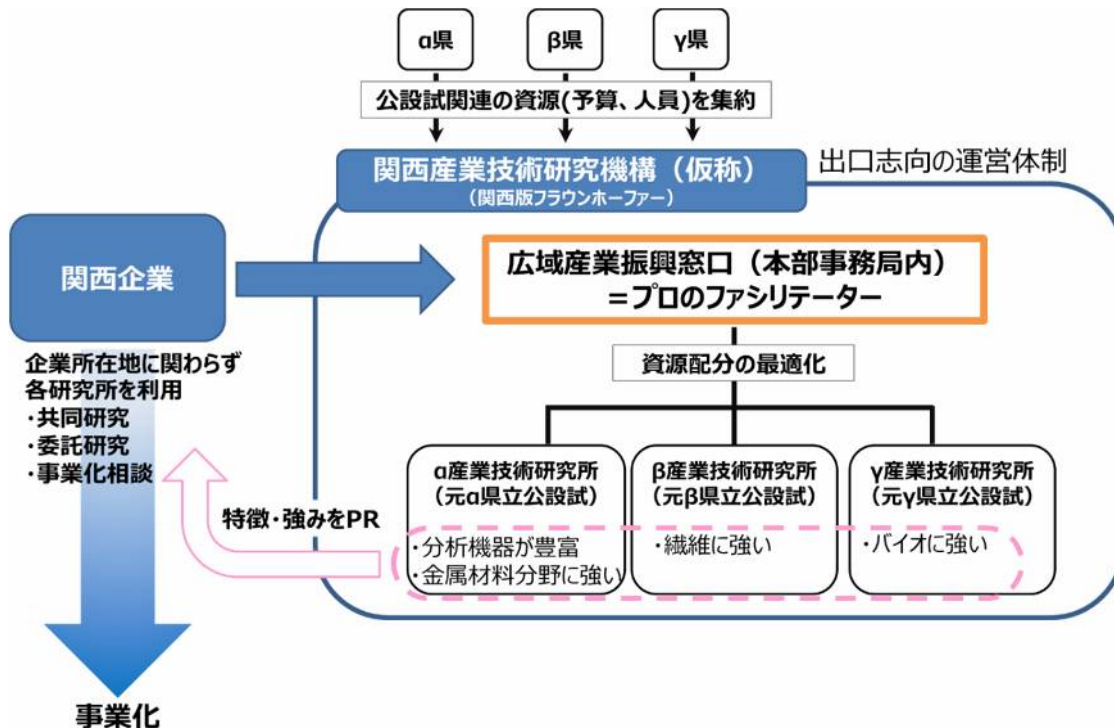 α県
β県
γ県
公設試関連の資源(予算、人員)を集約
関西産業技術研究機構（仮称）
（関西版フラウンホーファー）
出口志向の運営体制
関西企業
広域産業振興窓口（本部事務局内）
＝プロのファシリテーター
企業所在地に関わらず
各研究所を利用
・共同研究
・委託研究
・事業化相談
資源配分の最適化
α産業技術研究所
（元α県立公設試）
β産業技術研究所
（元β県立公設試）
γ産業技術研究所
（元γ県立公設試）
特徴・強みをPR
・分析機器が豊富
・金属材料分野に強い
・繊維に強い
・バイオに強い
事業化